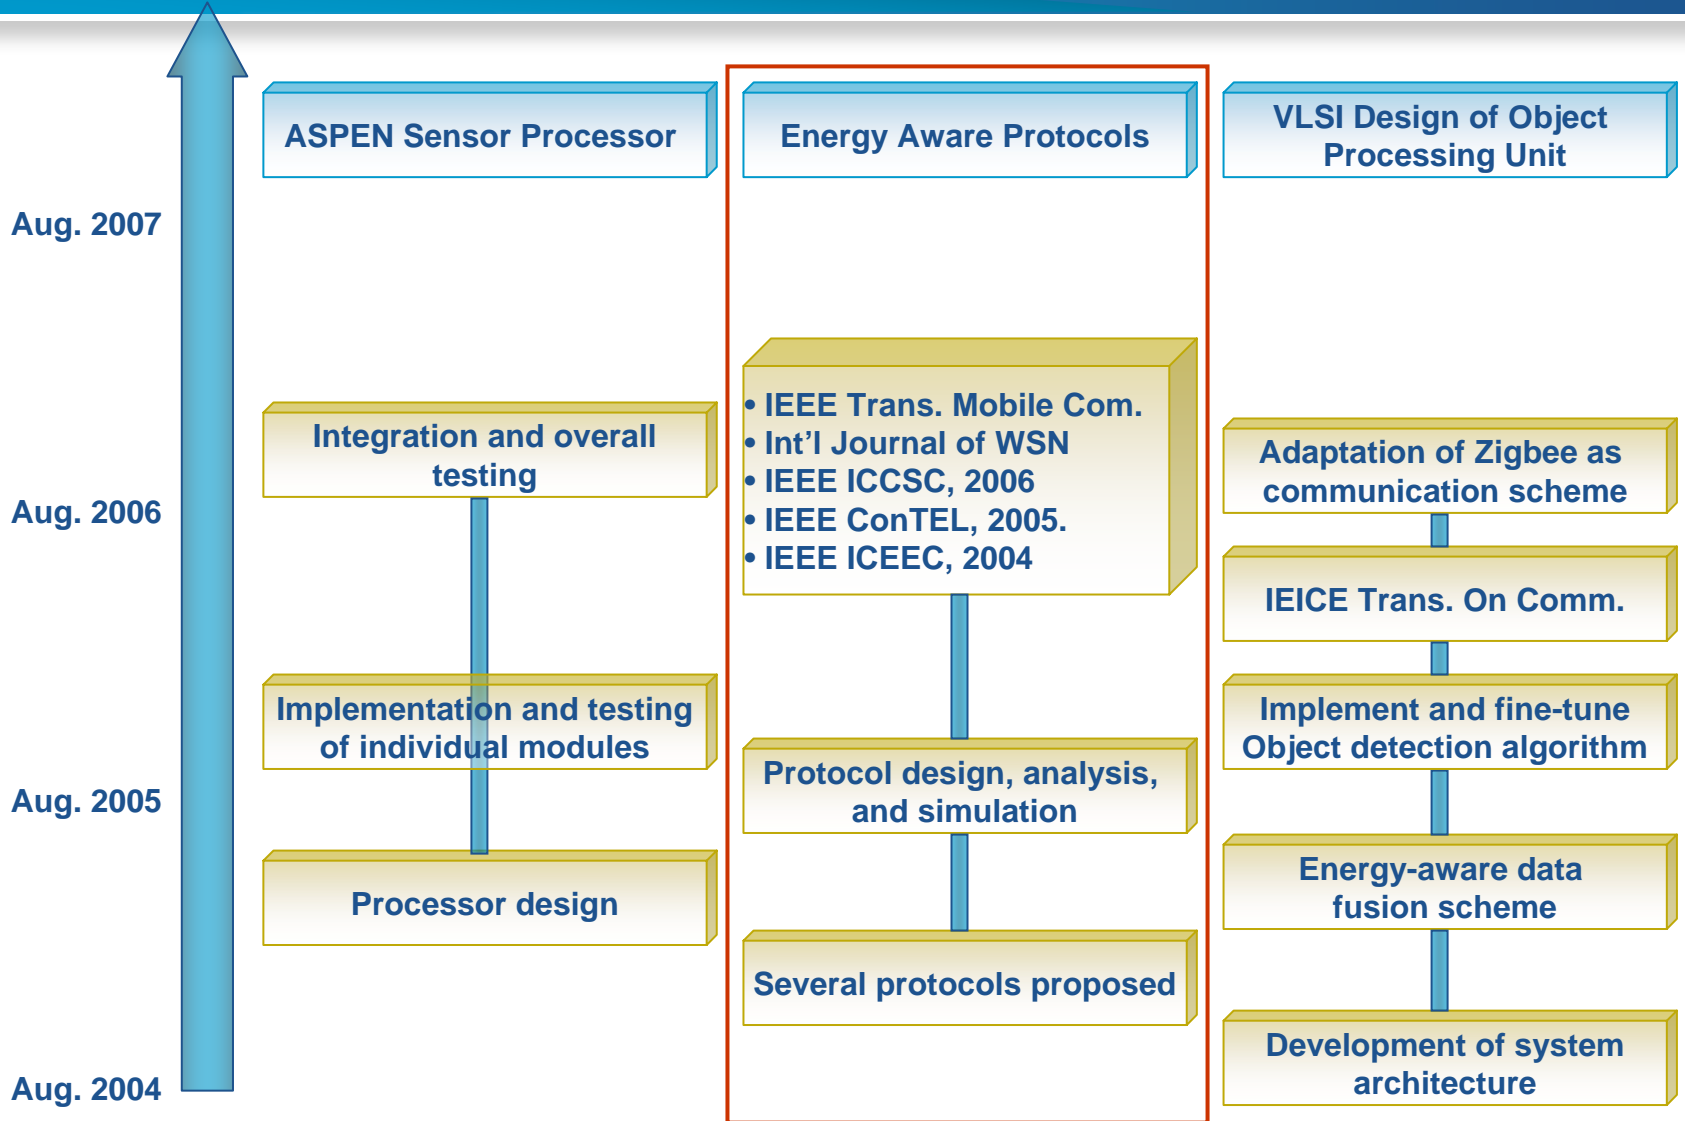 ASPEN Sensor Processor
Energy Aware Protocols
VLSI Design of Object
Processing Unit
Aug. 2007
Aug. 2006
Aug. 2005
Aug. 2004
Integration and overall
testing
Implementation and testing
of individual modules
Processor design
• IEEE Trans. Mobile Com.
• Int’l Journal of WSN
• IEEE ICCSC, 2006
• IEEE ConTEL, 2005.
• IEEE ICEEC, 2004
Protocol design, analysis,
and simulation
Several protocols proposed
Adaptation of Zigbee as
communication scheme
IEICE Trans. On Comm.
Implement and fine-tune
Object detection algorithm
Energy-aware data
fusion scheme
Development of system
architecture